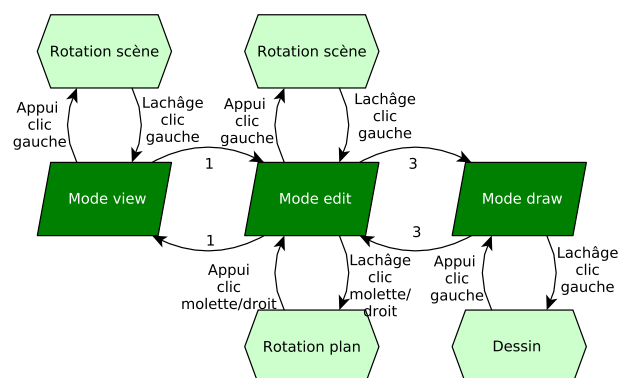 Rotation scène
Rotation scène
Appui
clic
gauche
Lachâge
clic
gauche
Appui
clic
gauche
Lachâge
clic
gauche
1
3
Mode view
Mode edit
Mode draw
1
3
Appui
clic
molette/droit
Lachâge
clic
molette/
droit
Appui
clic
gauche
Lachâge
clic
gauche
Rotation plan
Dessin